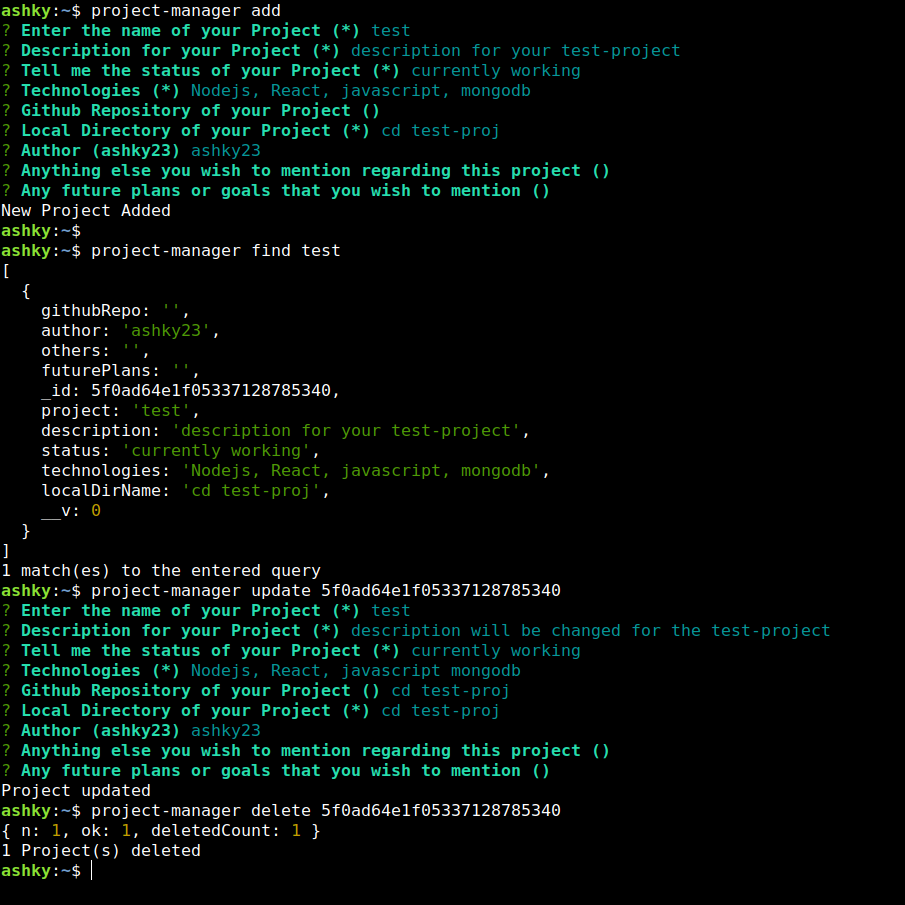 ashky:~$ project-manager add
? Enter the name of your Project (*) test
? Description for your Project (*) description for your test-project
? Tell me the status of your Project (*) currently working
? Technologies (*) Nodejs, React, javascript, mongodb
? Github Repository of your Project ()
? Local Directory of your Project (*) cd test-proj
? Author (ashky23) ashky23
? Anything else you wish to mention regarding this project ()
? Any future plans or goals that you wish to mention ()
New Project Added
ashky:~$
ashky:~$ project-manager find test
[
  {
    githubRepo: '',
    author: 'ashky23',
    others: '',
    futurePlans: '',
    _id: 5f0ad64e1f05337128785340,
    project: 'test',
    description: 'description for your test-project',
    status: 'currently working',
    technologies: 'Nodejs, React, javascript, mongodb',
    localDirName: 'cd test-proj',
    __v: 0
  }
]
1 match(es) to the entered query
ashky:~$ project-manager update 5f0ad64e1f05337128785340
? Enter the name of your Project (*) test
? Description for your Project (*) description will be changed for the test-project
? Tell me the status of your Project (*) currently working
? Technologies (*) Nodejs, React, javascript mongodb
? Github Repository of your Project () cd test-proj
? Local Directory of your Project (*) cd test-proj
? Author (ashky23) ashky23
? Anything else you wish to mention regarding this project ()
? Any future plans or goals that you wish to mention ()
Project updated
ashky:~$ project-manager delete 5f0ad64e1f05337128785340
{ n: 1, ok: 1, deletedCount: 1 }
1 Project(s) deleted
ashky:~$